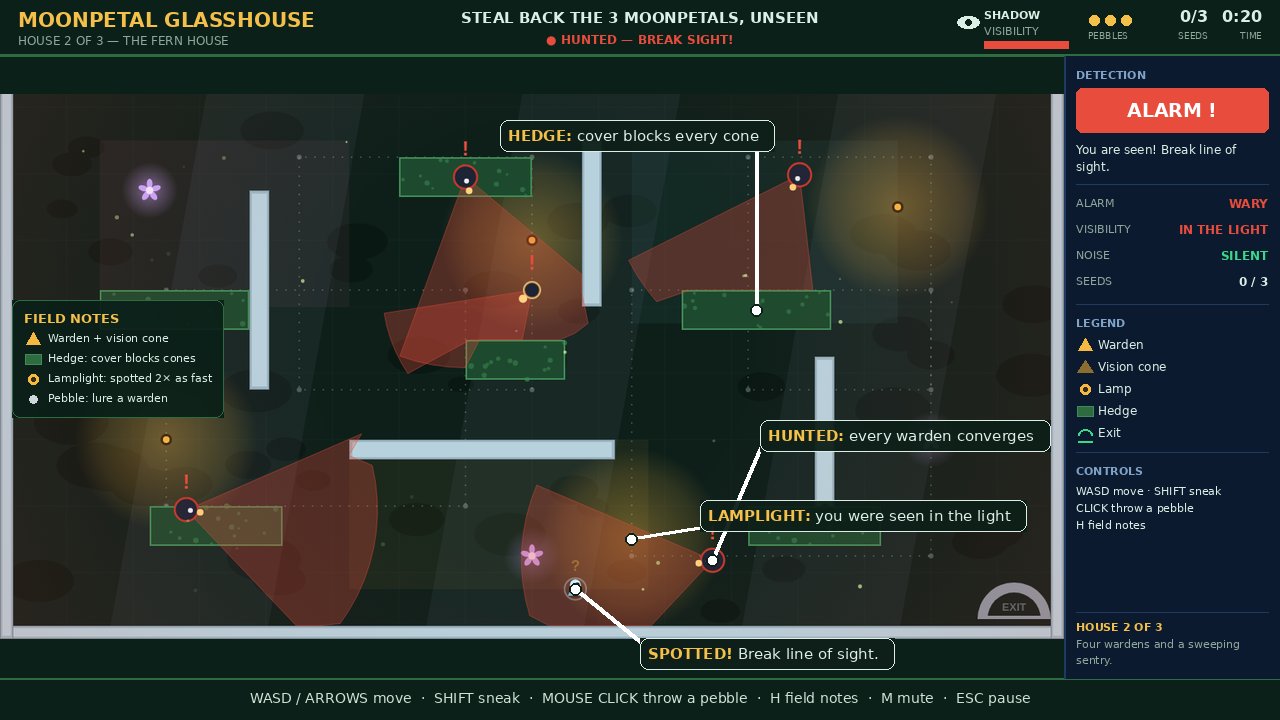 MOONPETAL GLASSHOUSE
HOUSE 2 OF 3 — THE FERN HOUSE
STEAL BACK THE 3 MOONPETALS, UNSEEN
● HUNTED — BREAK SIGHT!
SHADOW
VISIBILITY
PEBBLES
0/3
SEEDS
0:20
TIME
HEDGE: cover blocks every cone
!
!
!
FIELD NOTES
Warden + vision cone
Hedge: cover blocks cones
Lamplight: spotted 2× as fast
Pebble: lure a warden
HUNTED: every warden converges
!
LAMPLIGHT: you were seen in the light
?
EXIT
SPOTTED! Break line of sight.
DETECTION
ALARM !
You are seen! Break line of
sight.
ALARM WARY
VISIBILITY IN THE LIGHT
NOISE SILENT
SEEDS 0 / 3
LEGEND
Warden
Vision cone
Lamp
Hedge
Exit
CONTROLS
WASD move · SHIFT sneak
CLICK throw a pebble
H field notes
HOUSE 2 OF 3
Four wardens and a sweeping
sentry.
WASD / ARROWS move · SHIFT sneak · MOUSE CLICK throw a pebble · H field notes · M mute · ESC pause